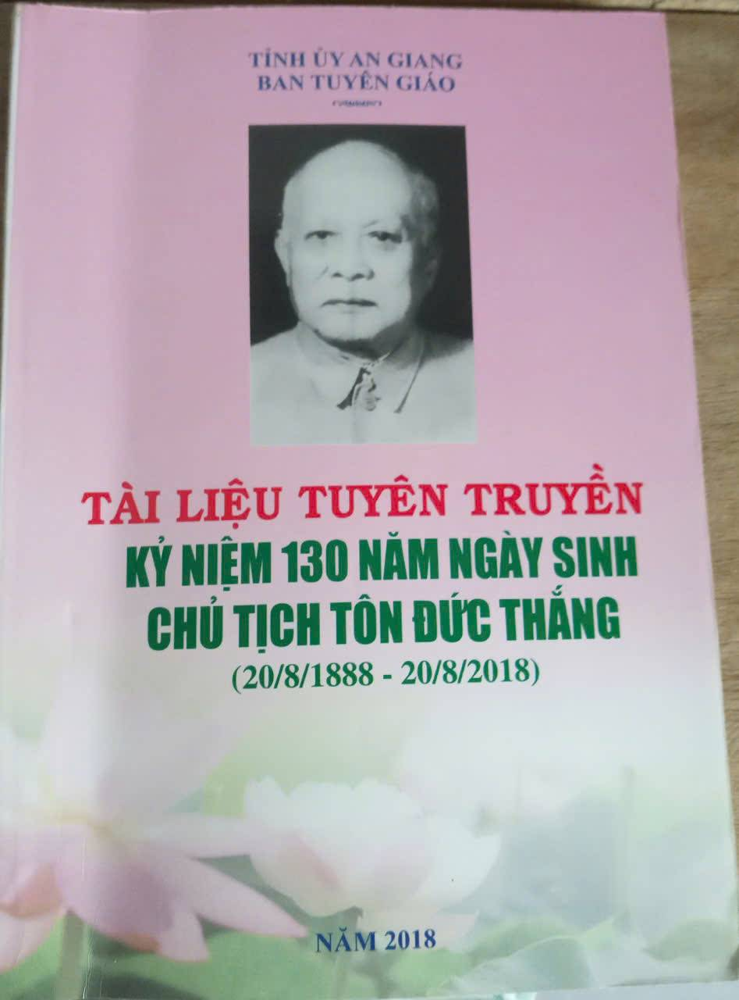 TỈNH ỦY AN GIANG
BAN TUYÊN GIÁO
TÀI LIỆU TUYÊN TRUYỀN
KỶ NIỆM 130 NĂM NGÀY SINH
CHỦ TỊCH TÔN ĐỨC THẮNG
(20/8/1888 - 20/8/2018)
NĂM 2018